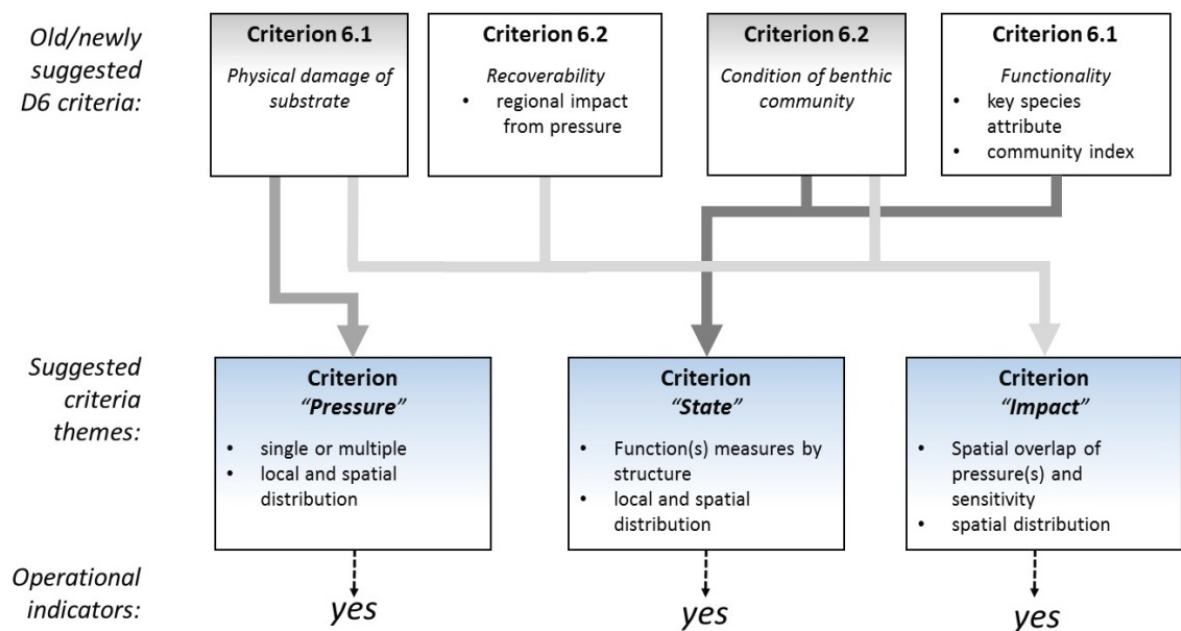 Old/newly
suggested
D6 criteria:
Criterion 6.1
Physical damage of
substrate
Criterion 6.2
Recoverability
• regional impact
from pressure
Criterion 6.2
Condition of benthic
community
Criterion 6.1
Functionality
• key species
attribute
• community index
Suggested
criteria
themes:
Criterion
“Pressure”
• single or multiple
• local and spatial
distribution
Criterion
“State”
• Function(s) measures by
structure
• local and spatial
distribution
Criterion
“Impact”
• Spatial overlap of
pressure(s) and
sensitivity
• spatial distribution
Operational
indicators:
yes
yes
yes